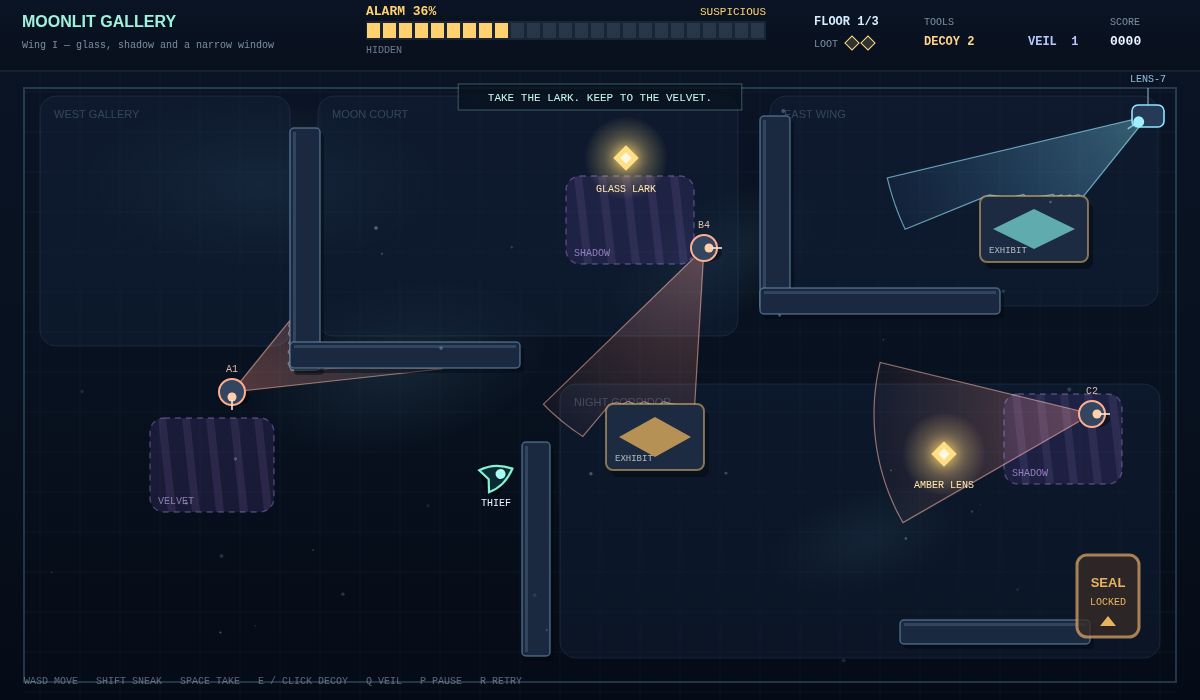 MOONLIT GALLERY
Wing I — glass, shadow and a narrow window
ALARM 36%
SUSPICIOUS
HIDDEN
FLOOR 1/3
LOOT
TOOLS
DECOY 2
VEIL 1
SCORE
0000
LENS-7
TAKE THE LARK. KEEP TO THE VELVET.
WEST GALLERY
MOON COURT
EAST WING
GLASS LARK
SHADOW
B4
EXHIBIT
A1
VELVET
NIGHT CORRIDOR
EXHIBIT
C2
SHADOW
AMBER LENS
THIEF
SEAL
LOCKED
WASD MOVE SHIFT SNEAK SPACE TAKE E / CLICK DECOY Q VEIL P PAUSE R RETRY